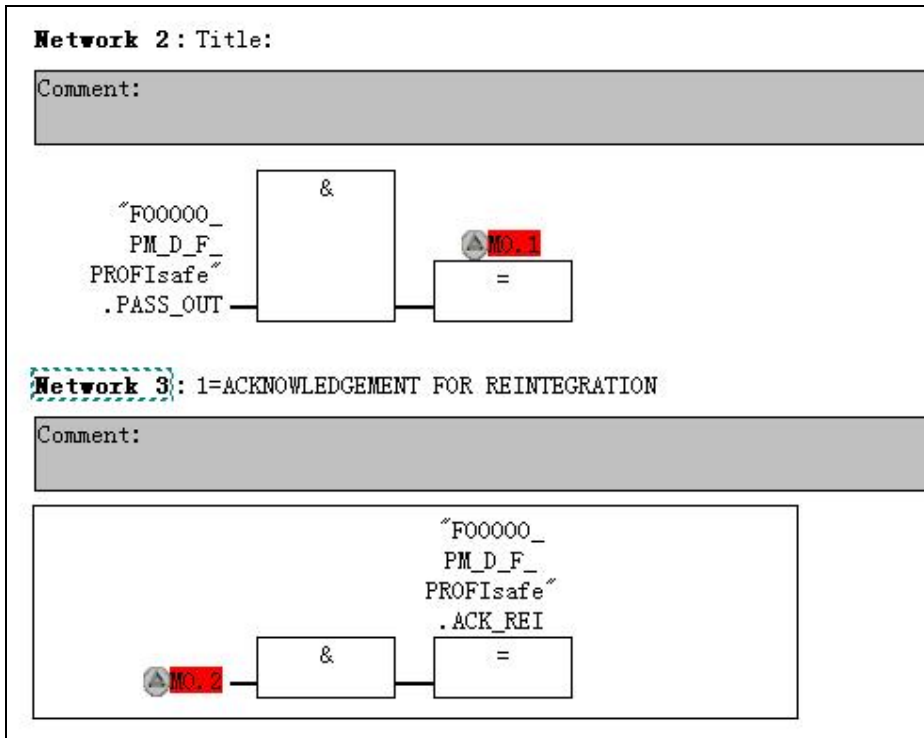 Network 2: Title:
Comment:
&
"F00000_
PM_D_F_
PROFIsafe"
.PASS_OUT
M0.1
=
Network 3: 1=ACKNOWLEDGEMENT FOR REINTEGRATION
Comment:
"F00000_
PM_D_F_
PROFIsafe"
.ACK_REI
&
=
M0.2